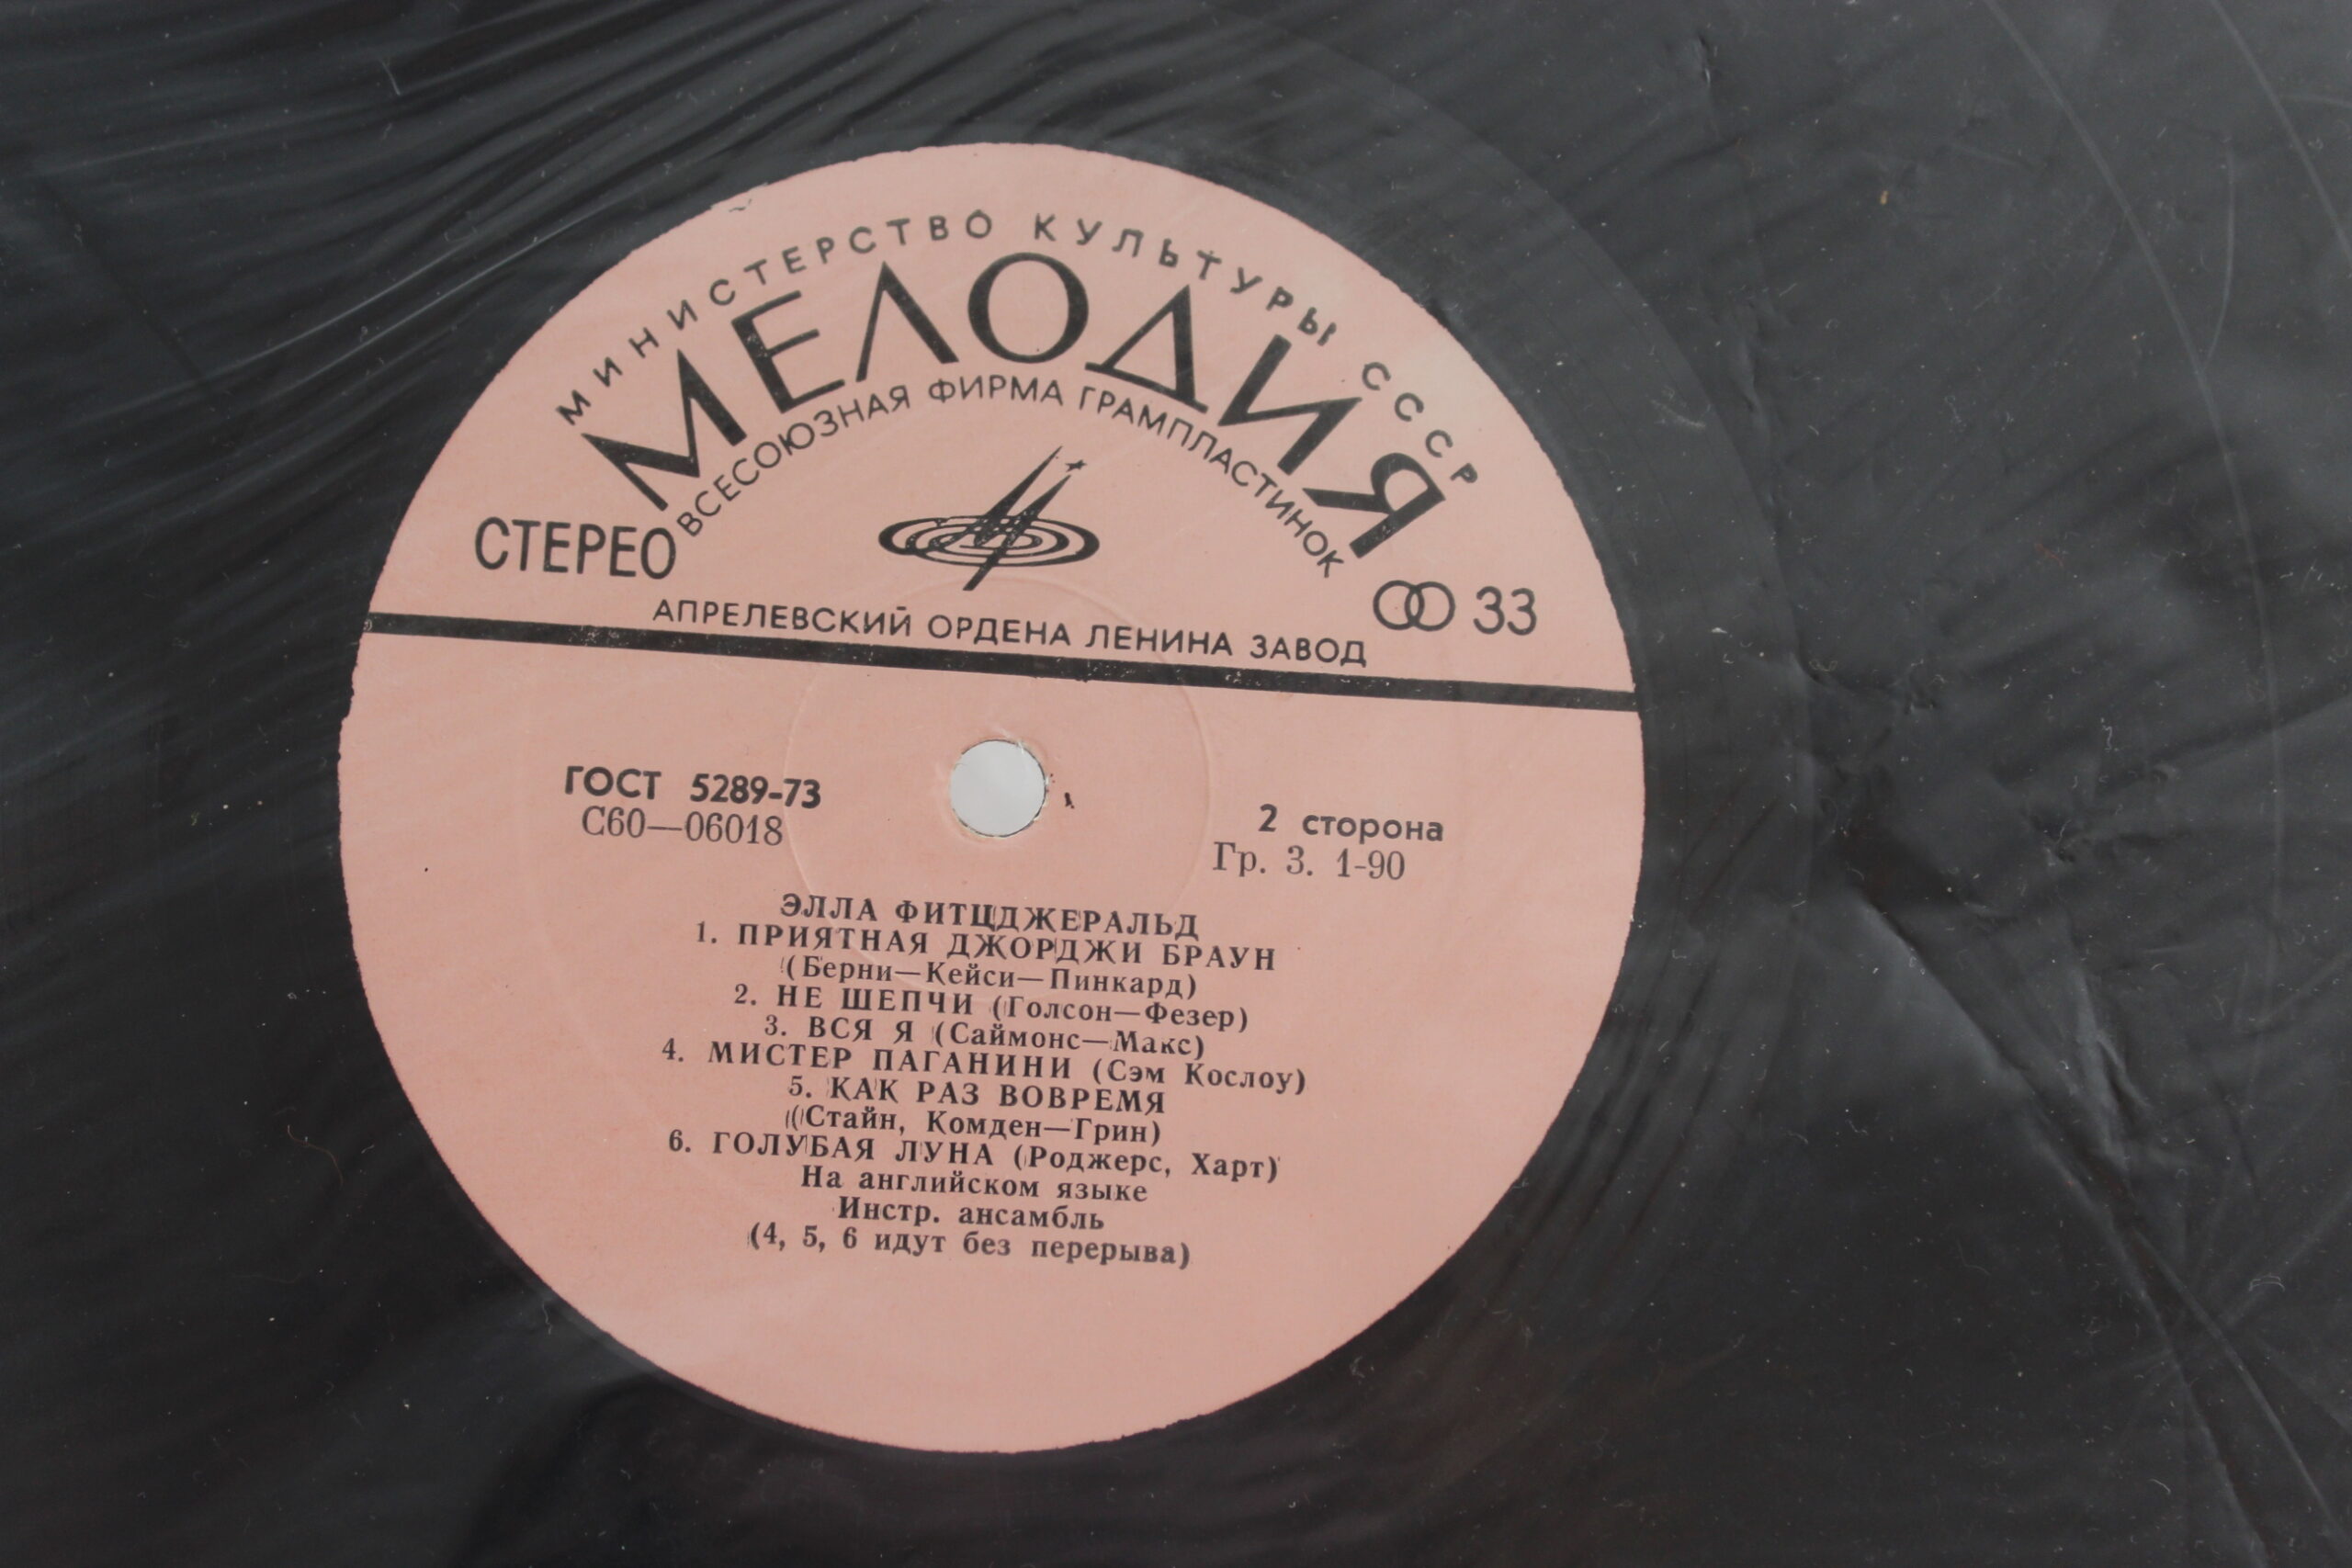 МИНИСТЕРСТВО КУЛЬТУРЫ СССР
МЕЛОДИЯ
ВСЕСОЮЗНАЯ ФИРМА ГРАМПЛАСТИНОК
СТЕРЕО
33
АПРЕЛЕВСКИЙ ОРДЕНА ЛЕНИНА ЗАВОД
ГОСТ 5289-73
С60—06018
2 сторона
Гр. 3. 1-90
ЭЛЛА ФИТЦДЖЕРАЛЬД
1. ПРИЯТНАЯ ДЖОРДЖИ БРАУН
(Берни—Кейси—Пинкард)
2. НЕ ШЕПЧИ (Голсон—Фезер)
3. ВСЯ Я (Саймонс—Макс)
4. МИСТЕР ПАГАНИНИ (Сэм Кослоу)
5. КАК РАЗ ВОВРЕМЯ
(Стайн, Комден—Грин)
6. ГОЛУБАЯ ЛУНА (Роджерс, Харт)
На английском языке
Инстр. ансамбль
(4, 5, 6 идут без перерыва)